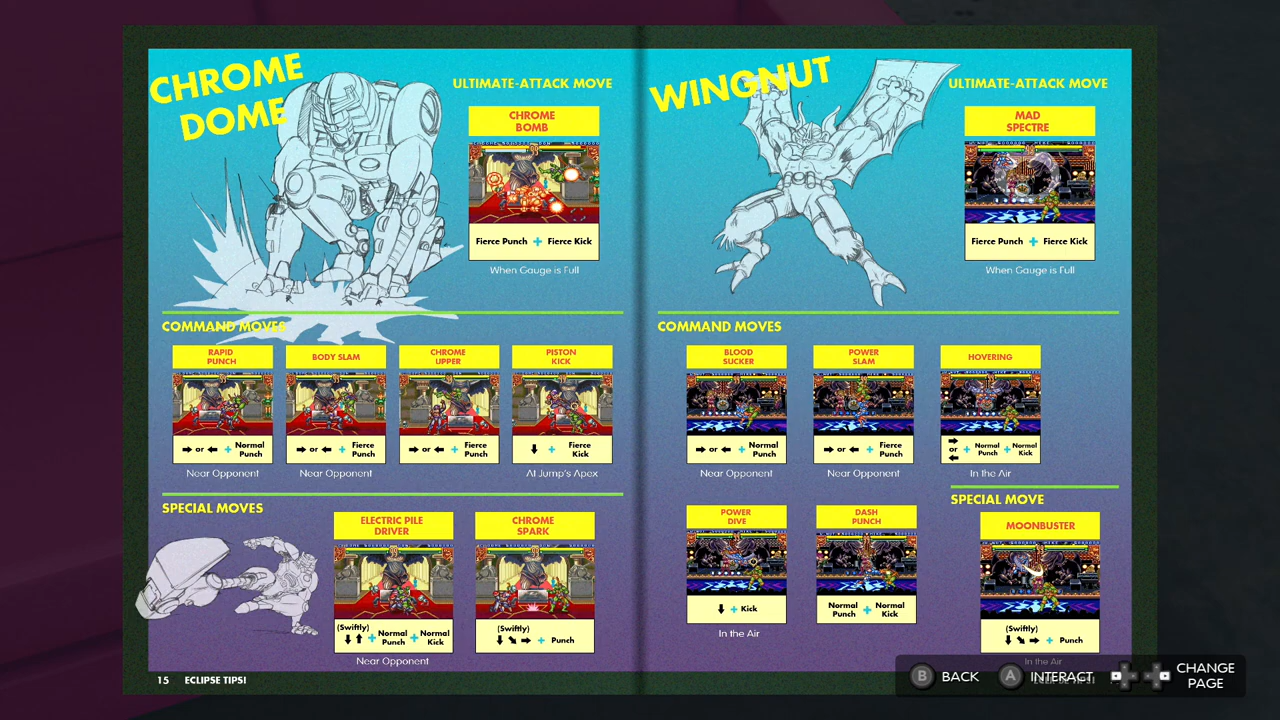 CHROME
DOME
ULTIMATE-ATTACK MOVE
CHROME
BOMB
Fierce Punch + Fierce Kick
When Gauge is Full
COMMAND MOVES
RAPID
PUNCH
➡ or ⬅ + Normal
Punch
Near Opponent
BODY SLAM
➡ or ⬅ + Fierce
Punch
Near Opponent
CHROME
UPPER
➡ or ⬅ + Fierce
Punch
PISTON
KICK
⬇ + Fierce
Kick
At Jump's Apex
SPECIAL MOVES
ELECTRIC PILE
DRIVER
(Swiftly)
⬇ ⬆ + Normal
Punch + Normal
Kick
Near Opponent
CHROME
SPARK
(Swiftly)
⬇ ⬊ ➡ + Punch
15 ECLIPSE TIPS!
WINGNUT
ULTIMATE-ATTACK MOVE
MAD
SPECTRE
Fierce Punch + Fierce Kick
When Gauge is Full
COMMAND MOVES
BLOOD
SUCKER
➡ or ⬅ + Normal
Punch
Near Opponent
POWER
SLAM
➡ or ⬅ + Fierce
Punch
Near Opponent
HOVERING
➡
or
⬅
+ Normal
Punch + Normal
Kick
In the Air
POWER
DIVE
⬇ + Kick
In the Air
DASH
PUNCH
Normal
Punch + Normal
Kick
SPECIAL MOVE
MOONBUSTER
(Swiftly)
⬇ ⬊ ➡ + Punch
In the Air
B BACK
A INTERACT
CHANGE
PAGE